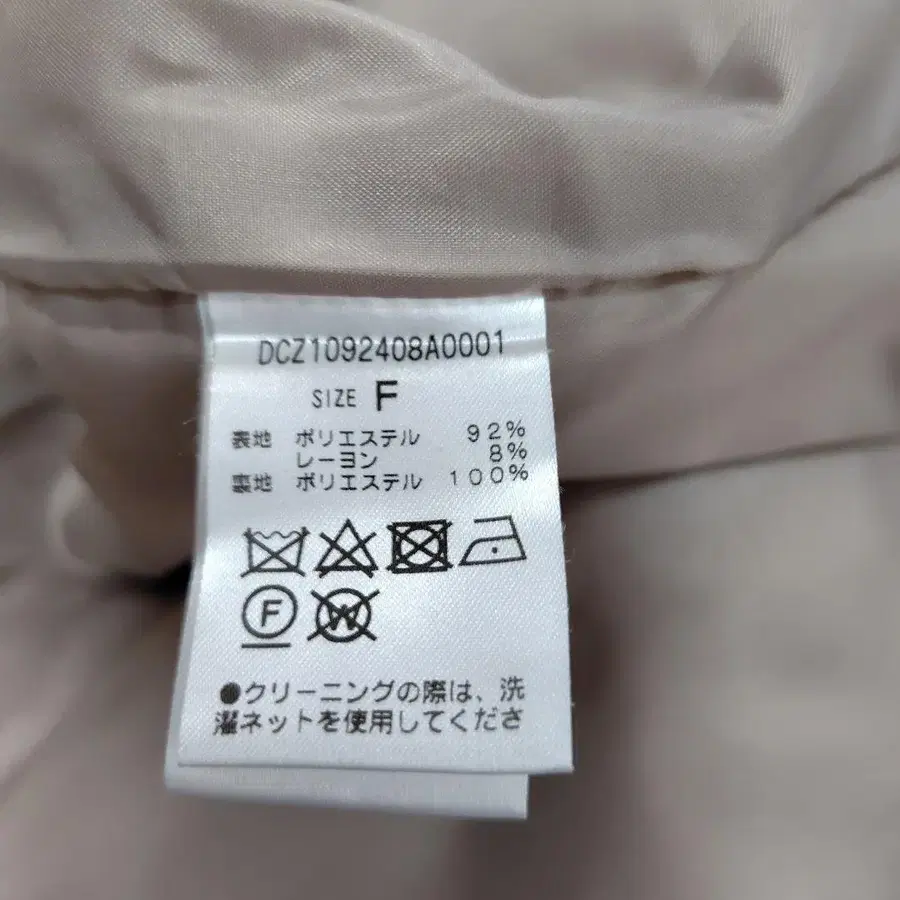 DCZ1092408A0001
SIZE F
表地 ポリエステル 92%
レーヨン 8%
裏地 ポリエステル 100%
F
W
●クリーニングの際は、洗
濯ネットを使用してくださ